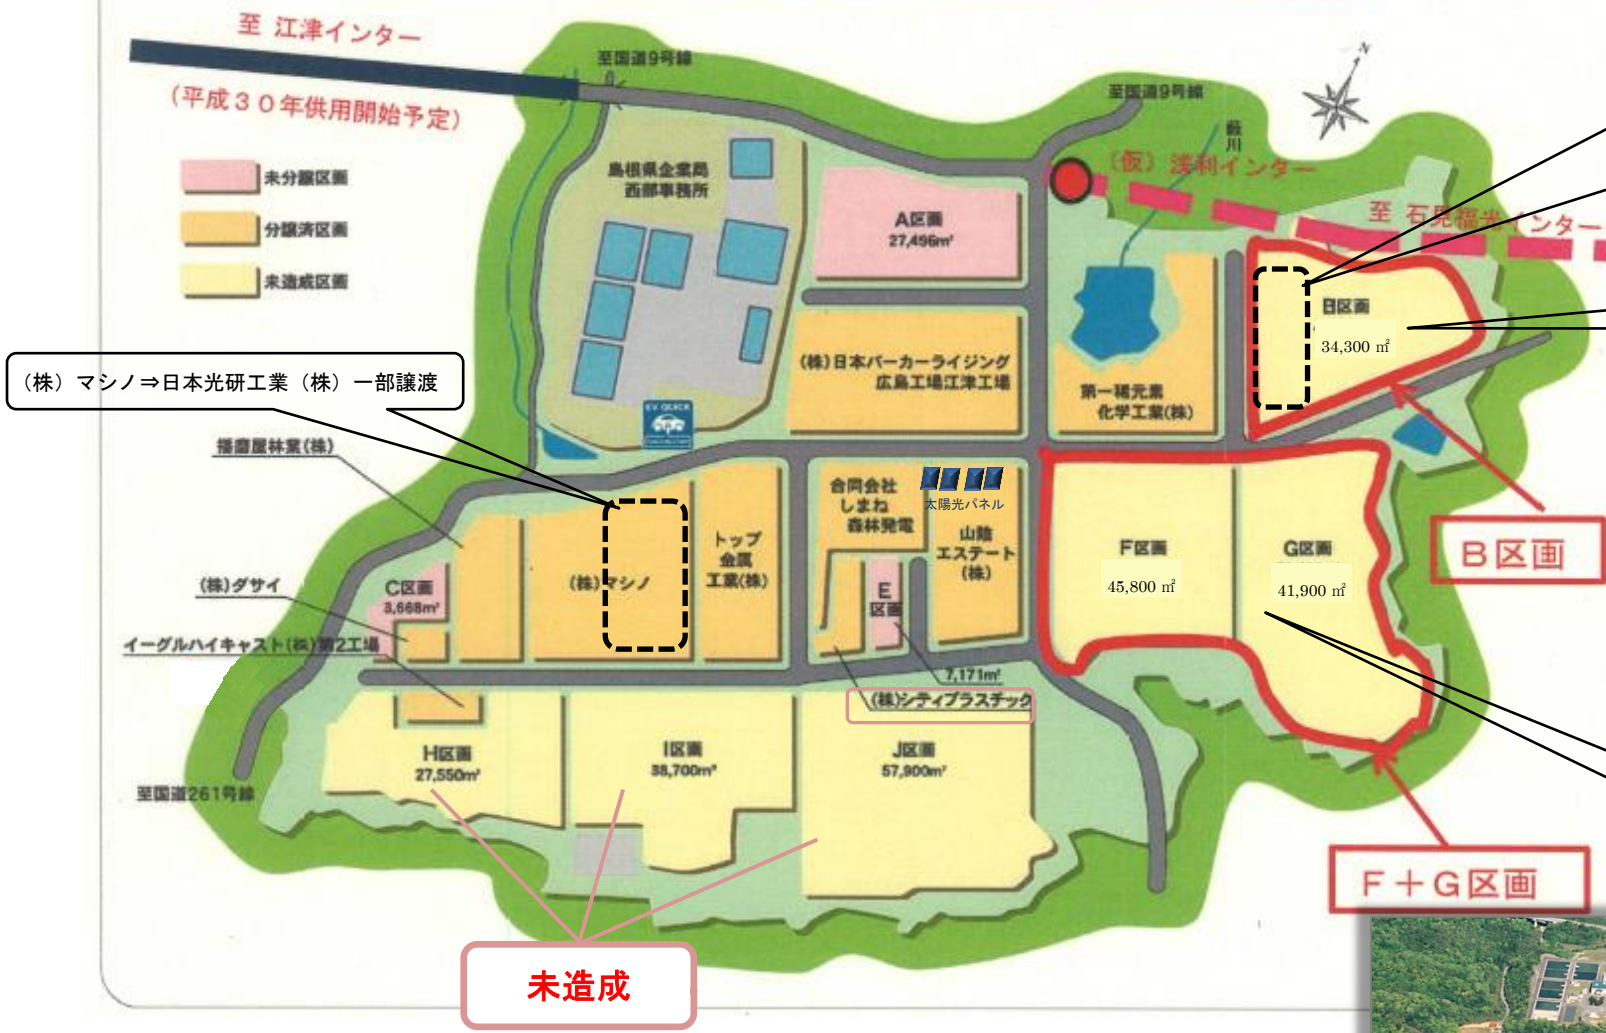 至 江津インター
(平成30年供用開始予定)
至国道9号線
至国道9号線
N
薮川
(仮) 浅利インター
至 石見福光インター
未分譲区画
分譲済区画
未造成区画
島根県企業局
西部事務所
A区画
27,496㎡
B区画
34,300 ㎡
(株)日本パーカーライジング
広島工場江津工場
第一稀元素
化学工業(株)
(株)マシノ⇒日本光研工業(株)一部譲渡
EV QUICK
播磨屋林業(株)
合同会社
しまね
森林発電
太陽光パネル
山陰
エステート
(株)
トップ
金属
工業(株)
(株)マシノ
F区画
45,800 ㎡
G区画
41,900 ㎡
B区画
(株)ダサイ
C区画
3,668㎡
E
区画
イーグルハイキャスト(株)第2工場
7,171㎡
(株)シティプラスチック
H区画
27,550㎡
I区画
38,700㎡
J区画
57,900㎡
至国道261号線
F+G区画
未造成